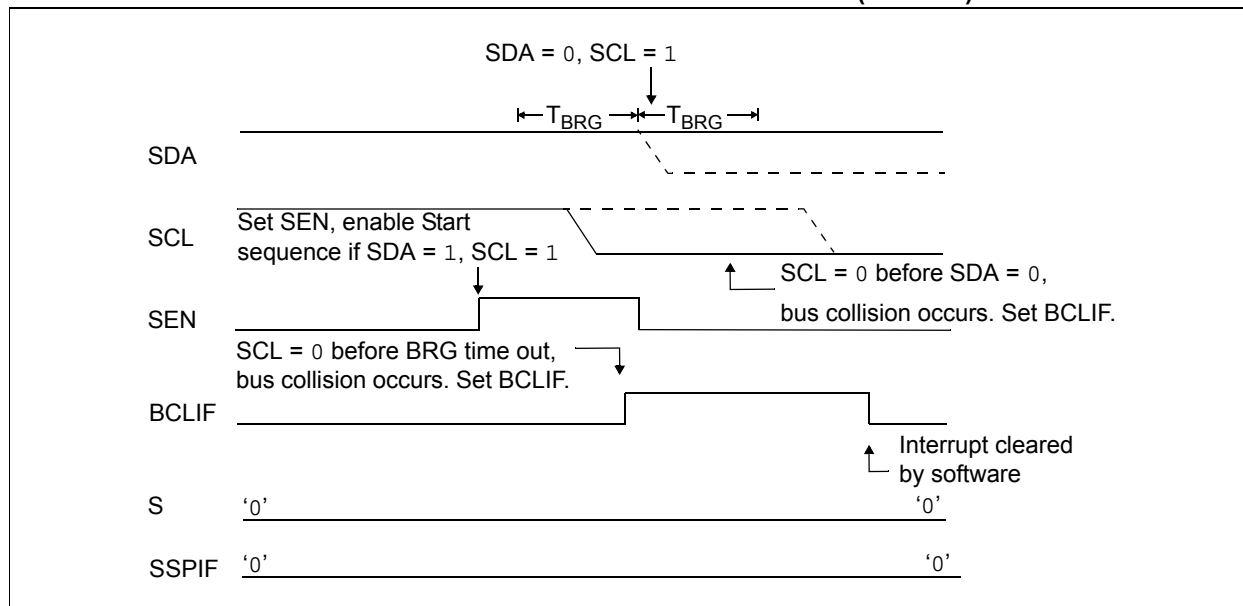 SDA = 0, SCL = 1
TBRG TBRG
SDA
SCL
Set SEN, enable Start
sequence if SDA = 1, SCL = 1
SCL = 0 before SDA = 0,
bus collision occurs. Set BCLIF.
SEN
SCL = 0 before BRG time out,
bus collision occurs. Set BCLIF.
BCLIF
Interrupt cleared
by software
S ‘0’ ‘0’
SSPIF ‘0’ ‘0’